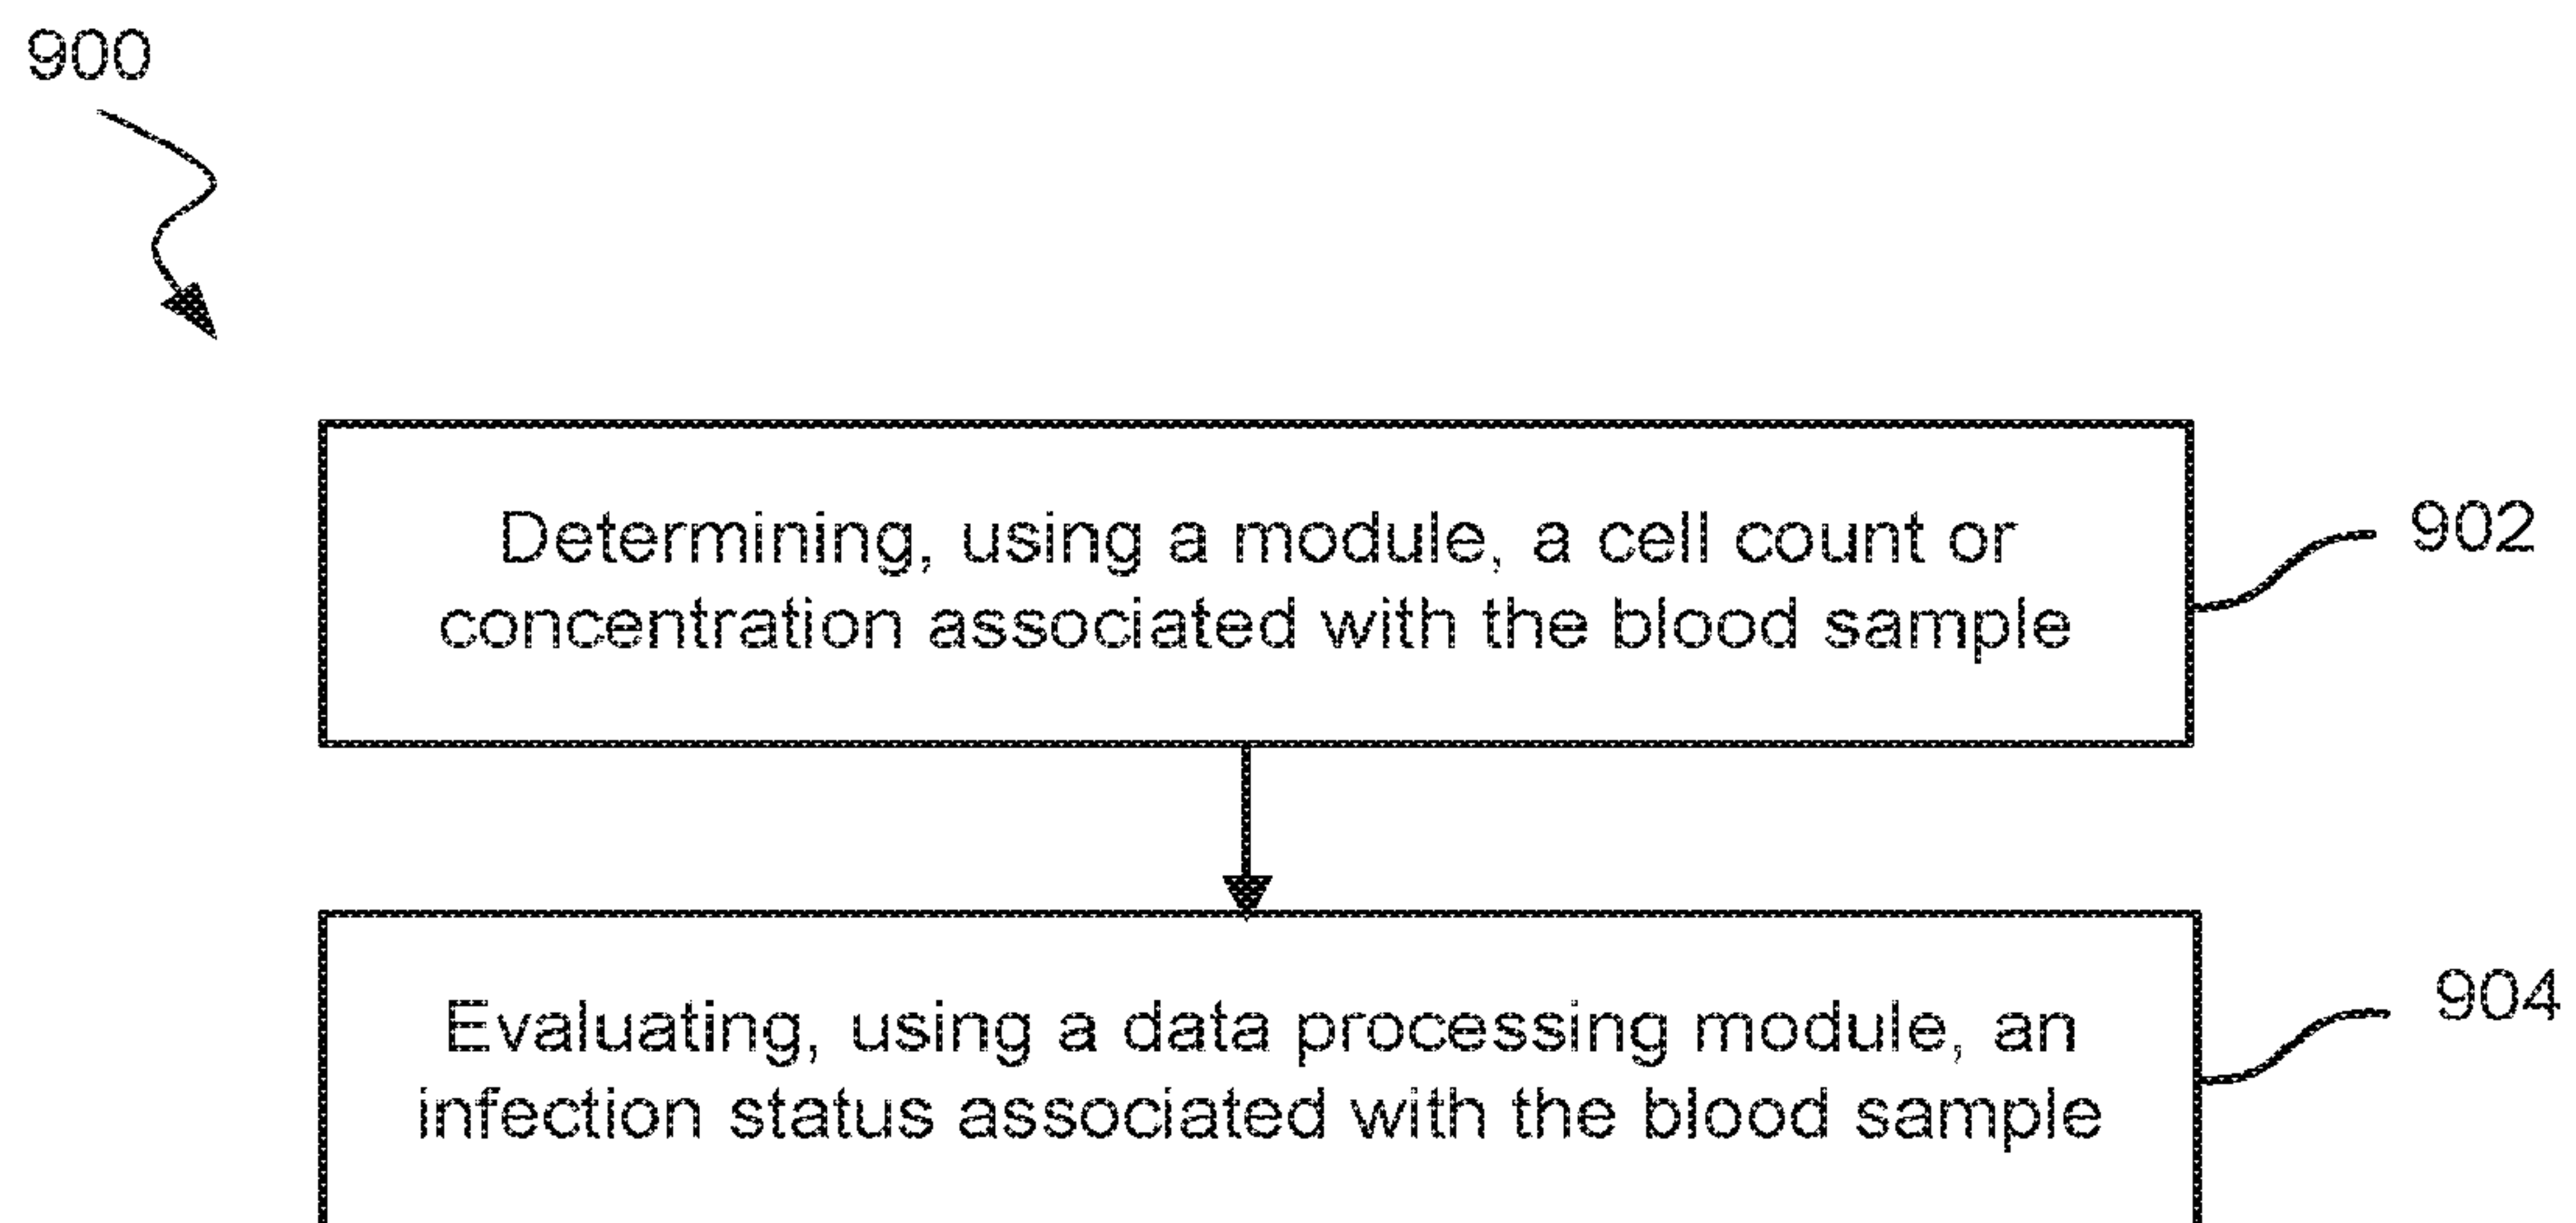 900
Determining, using a module, a cell count or
concentration associated with the blood sample
902
Evaluating, using a data processing module, an
infection status associated with the blood sample
904